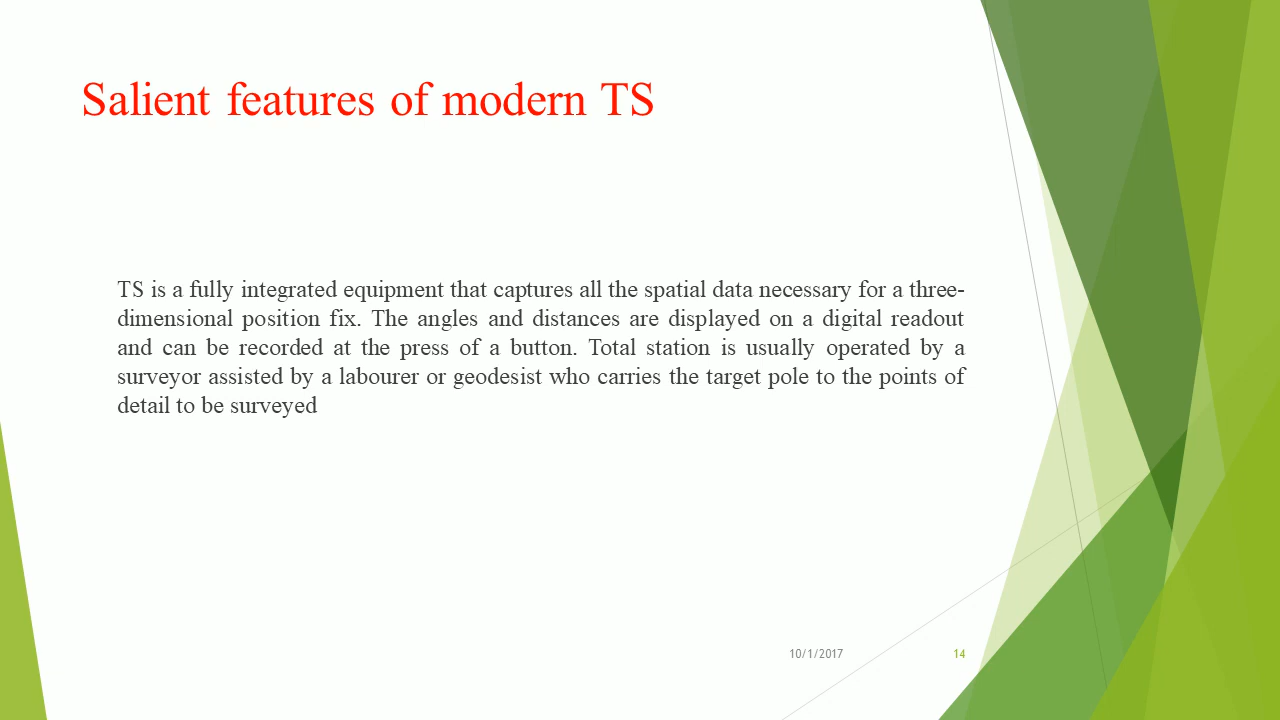 Salient features of modern TS
TS is a fully integrated equipment that captures all the spatial data necessary for a three-
dimensional position fix. The angles and distances are displayed on a digital readout
and can be recorded at the press of a button. Total station is usually operated by a
surveyor assisted by a labourer or geodesist who carries the target pole to the points of
detail to be surveyed
10/1/2017
14